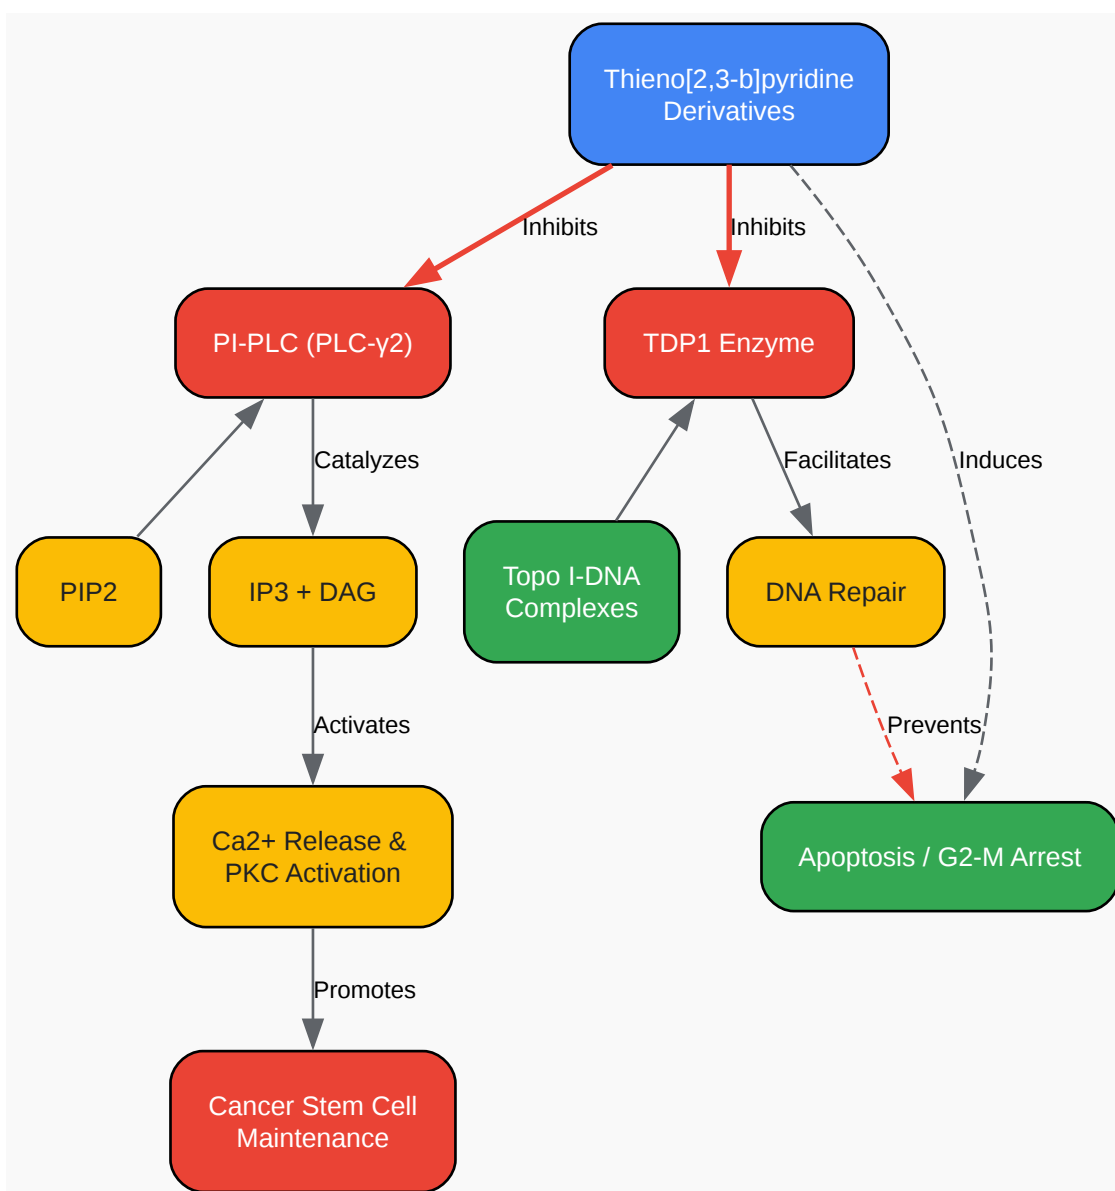 Thieno[2,3-b]pyridine
Derivatives
Inhibits
Inhibits
PI-PLC (PLC-γ2)
TDP1 Enzyme
Catalyzes
Facilitates
Induces
PIP2
IP3 + DAG
Topo I-DNA
Complexes
DNA Repair
Activates
Prevents
Ca2+ Release &
PKC Activation
Apoptosis / G2-M Arrest
Promotes
Cancer Stem Cell
Maintenance